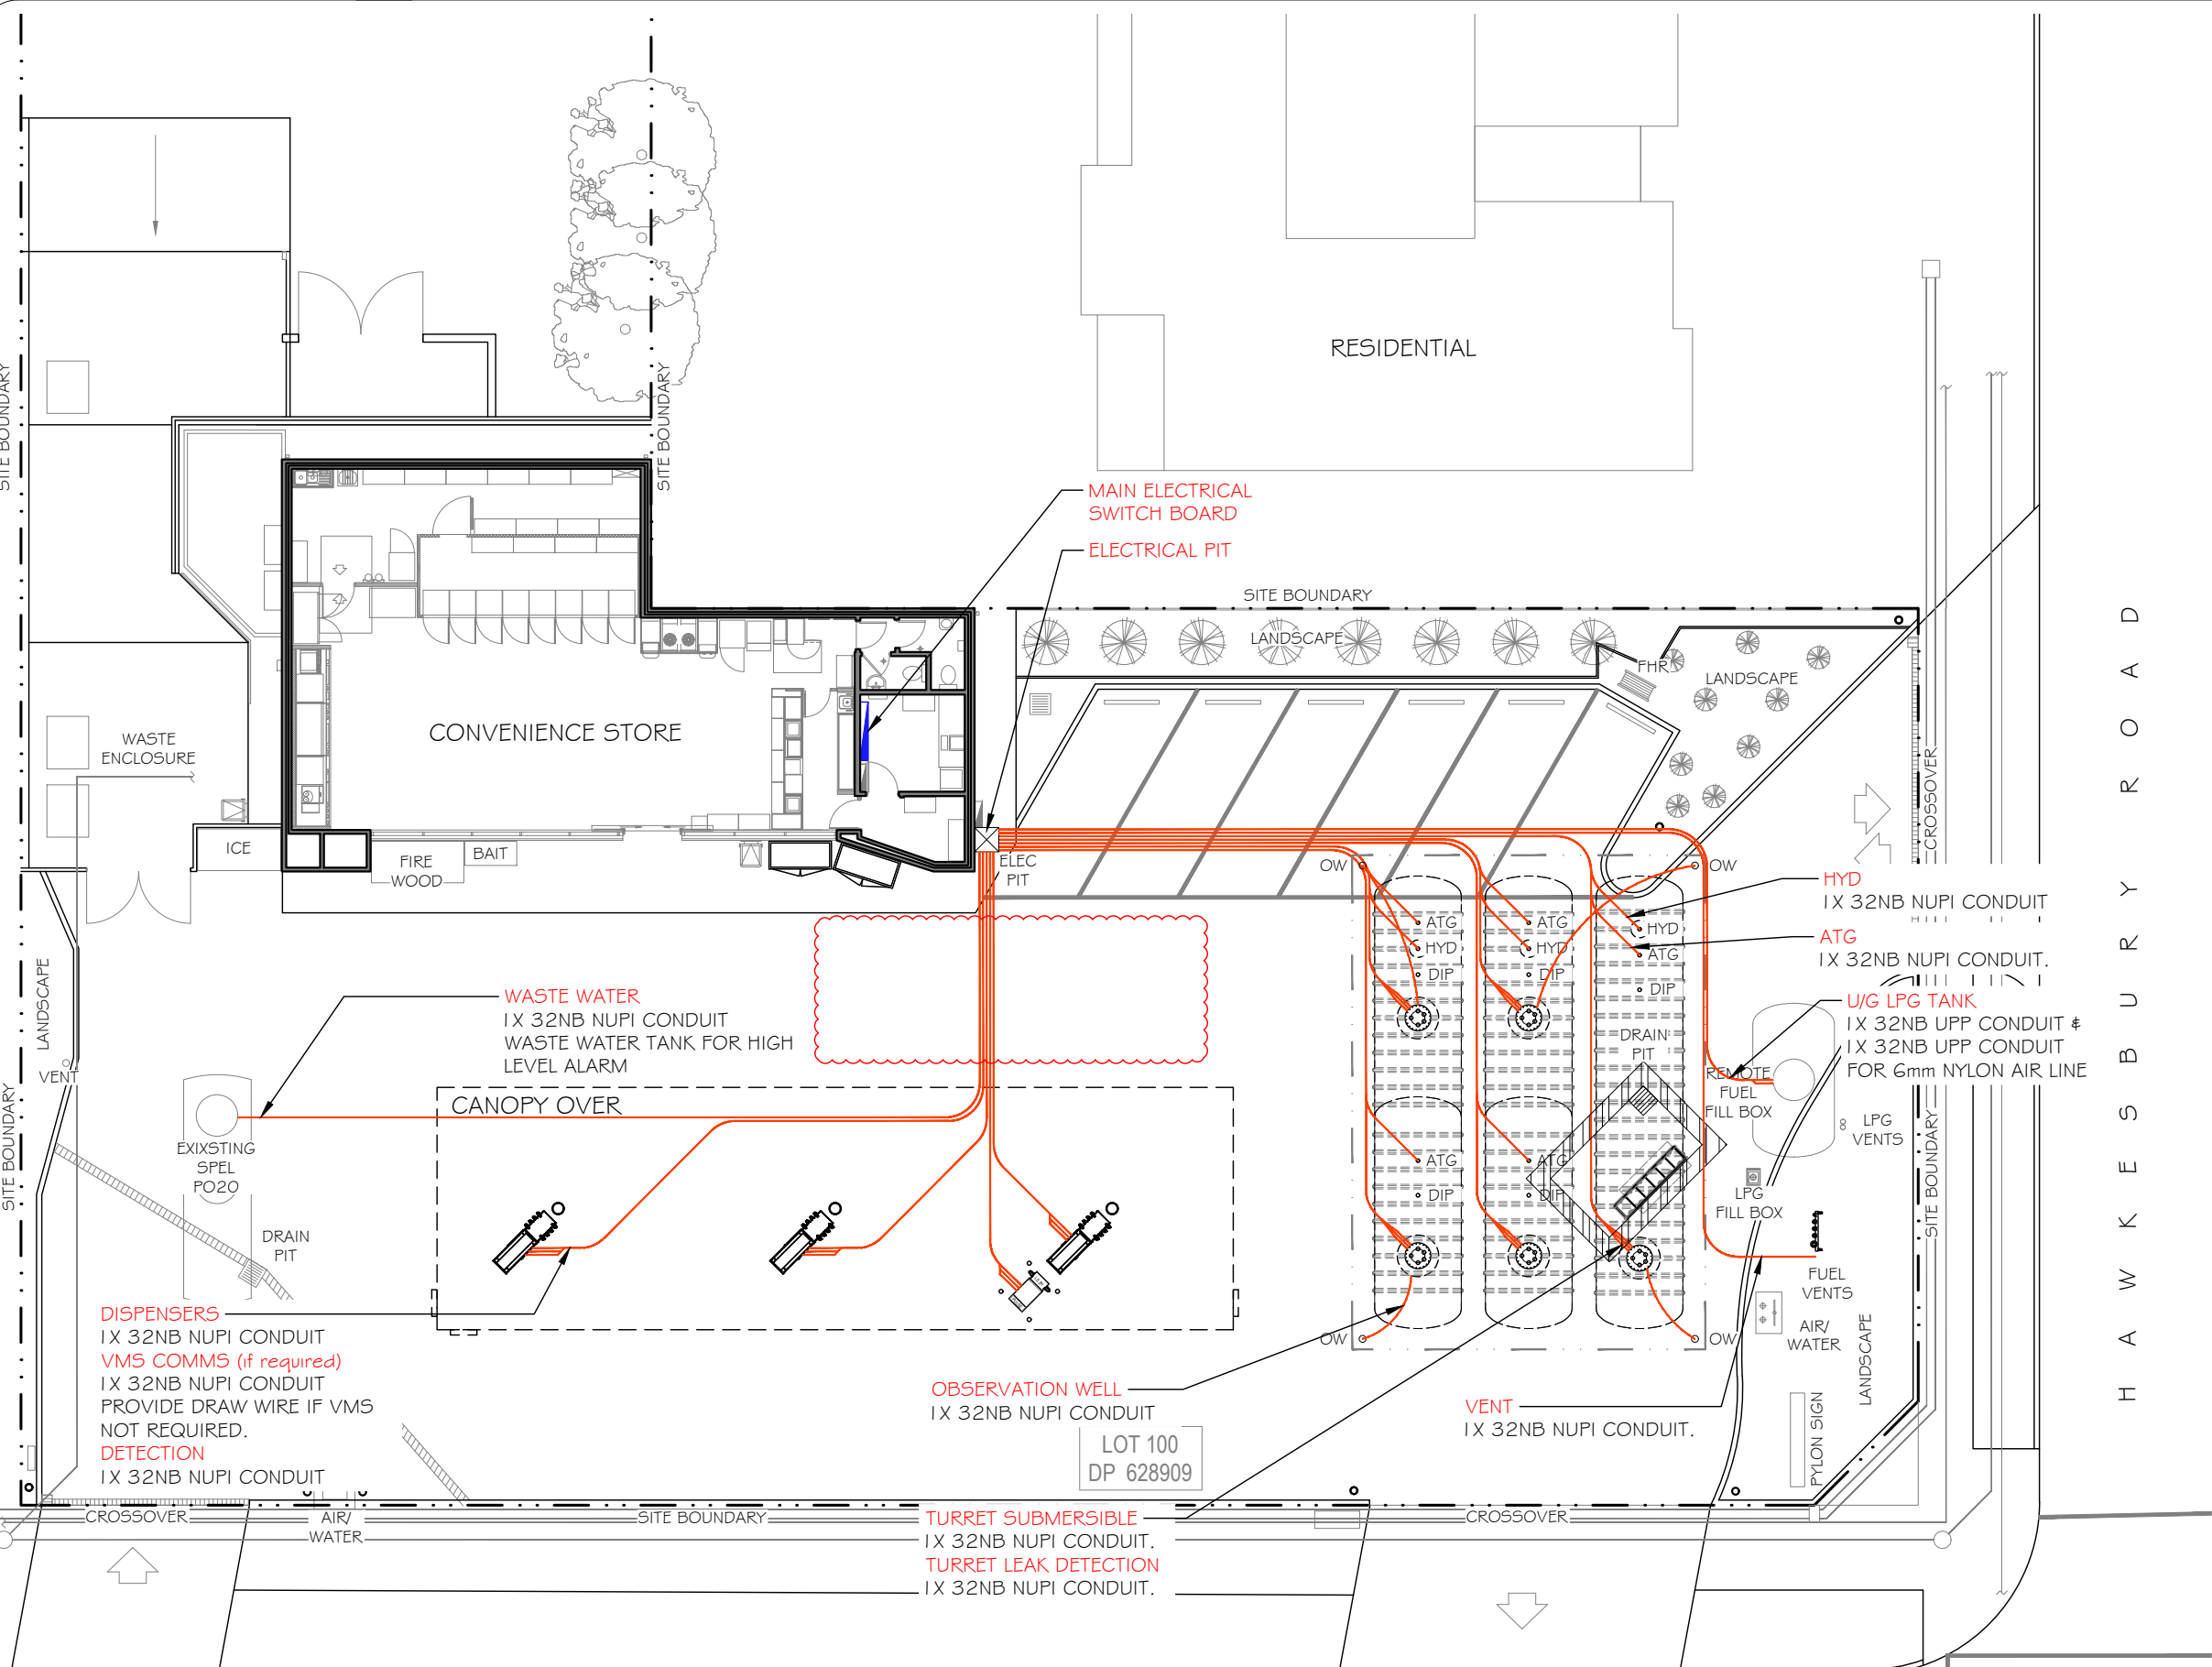 RESIDENTIAL
SITE BOUNDARY
SITE BOUNDARY
MAIN ELECTRICAL
SWITCH BOARD
ELECTRICAL PIT
SITE BOUNDARY
LANDSCAPE
FHR
LANDSCAPE
CONVENIENCE STORE
WASTE
ENCLOSURE
CROSSOVER
HAWKESBURY ROAD
ICE
FIRE
WOOD
BAIT
ELEC
PIT
OW
OW
HYD
1X 32NB NUPI CONDUIT
ATG
1X 32NB NUPI CONDUIT.
ATG
HYD
DIP
ATG
HYD
DIP
HYD
ATG
DIP
LANDSCAPE
VENT
WASTE WATER
1X 32NB NUPI CONDUIT
WASTE WATER TANK FOR HIGH
LEVEL ALARM
U/G LPG TANK
1X 32NB UPP CONDUIT &
1X 32NB UPP CONDUIT
FOR 6mm NYLON AIR LINE
DRAIN
PIT
REMOTE
FUEL
FILL BOX
LPG
VENTS
CANOPY OVER
SITE BOUNDARY
SITE BOUNDARY
EXIXSTING
SPEL
PO20
ATG
DIP
ATG
DIP
LPG
FILL BOX
DRAIN
PIT
FUEL
VENTS
AIR/
WATER
LANDSCAPE
PYLON SIGN
OW
OW
DISPENSERS
1X 32NB NUPI CONDUIT
VMS COMMS (if required)
1X 32NB NUPI CONDUIT
PROVIDE DRAW WIRE IF VMS
NOT REQUIRED.
DETECTION
1X 32NB NUPI CONDUIT
OBSERVATION WELL
1X 32NB NUPI CONDUIT
VENT
1X 32NB NUPI CONDUIT.
LOT 100
DP 628909
CROSSOVER
AIR/
WATER
SITE BOUNDARY
TURRET SUBMERSIBLE
1X 32NB NUPI CONDUIT.
TURRET LEAK DETECTION
1X 32NB NUPI CONDUIT.
CROSSOVER